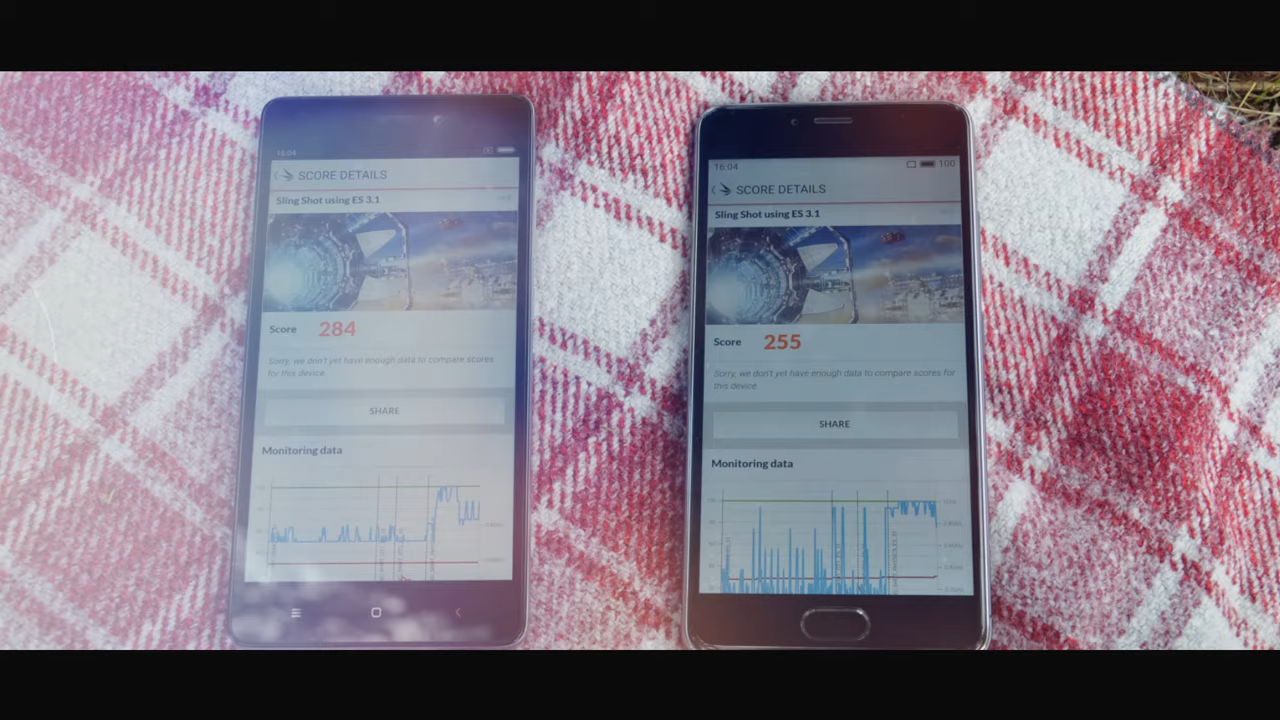 16:04
SCORE DETAILS
Sling Shot using ES 3.1
Score 284
Sorry, we don't yet have enough data to compare scores
for this device.
SHARE
Monitoring data
16:04
100
SCORE DETAILS
Sling Shot using ES 3.1
Score 255
Sorry, we don't yet have enough data to compare scores for
this device.
SHARE
Monitoring data